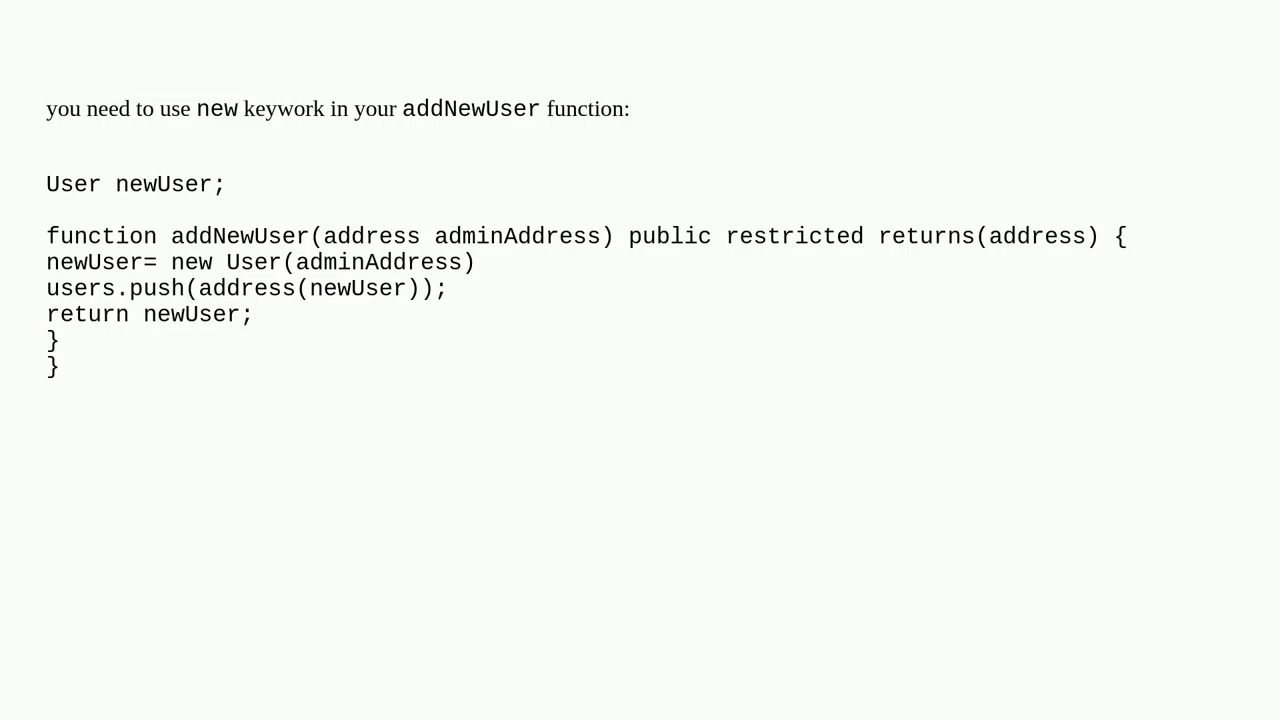 you need to use new keywork in your addNewUser function:
User newUser;
function addNewUser(address adminAddress) public restricted returns(address) {
newUser= new User(adminAddress)
users.push(address(newUser));
return newUser;
}
}